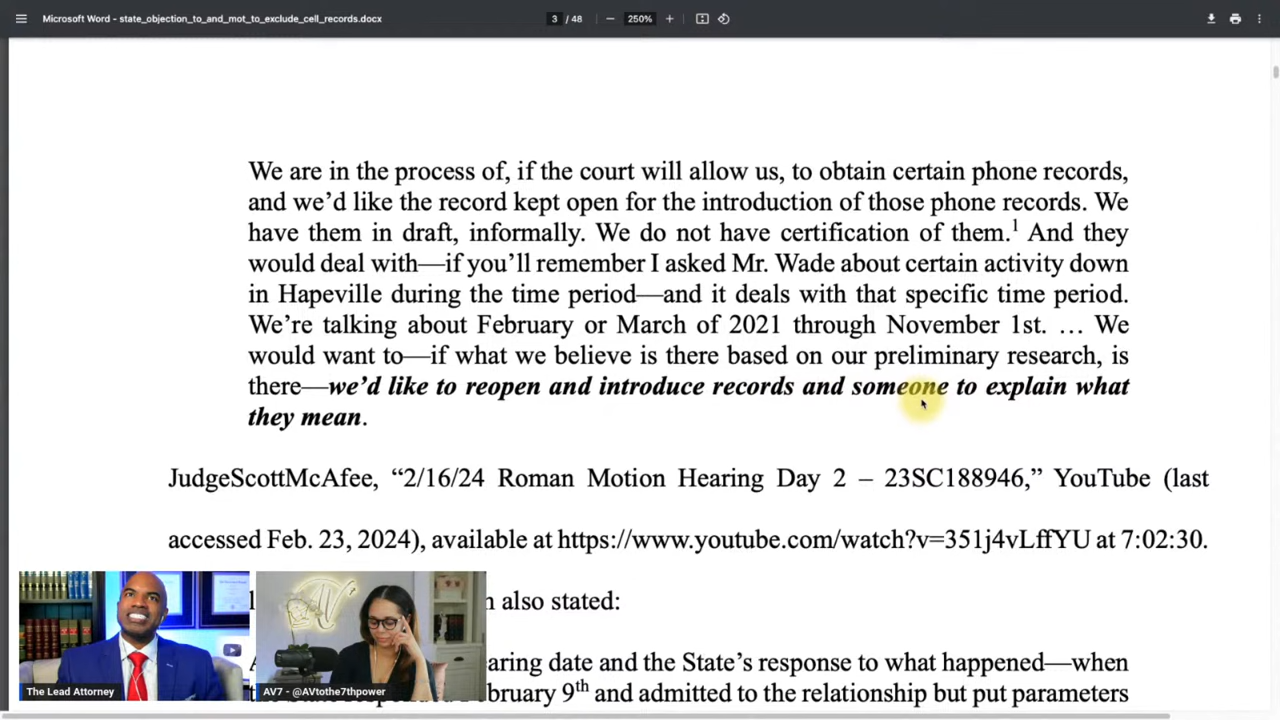 Microsoft Word - state_objection_to_and_mot_to_exclude_cell_records.docx
3 / 48
250%
We are in the process of, if the court will allow us, to obtain certain phone records,
and we’d like the record kept open for the introduction of those phone records. We
have them in draft, informally. We do not have certification of them.1 And they
would deal with—if you’ll remember I asked Mr. Wade about certain activity down
in Hapeville during the time period—and it deals with that specific time period.
We’re talking about February or March of 2021 through November 1st. … We
would want to—if what we believe is there based on our preliminary research, is
there—we’d like to reopen and introduce records and someone to explain what
they mean.
JudgeScottMcAfee, “2/16/24 Roman Motion Hearing Day 2 – 23SC188946,” YouTube (last
accessed Feb. 23, 2024), available at https://www.youtube.com/watch?v=351j4vLffYU at 7:02:30.
also stated:
earing date and the State’s response to what happened—when
bruary 9th and admitted to the relationship but put parameters
The Lead Attorney
AV7 - @AVtothe7thpower